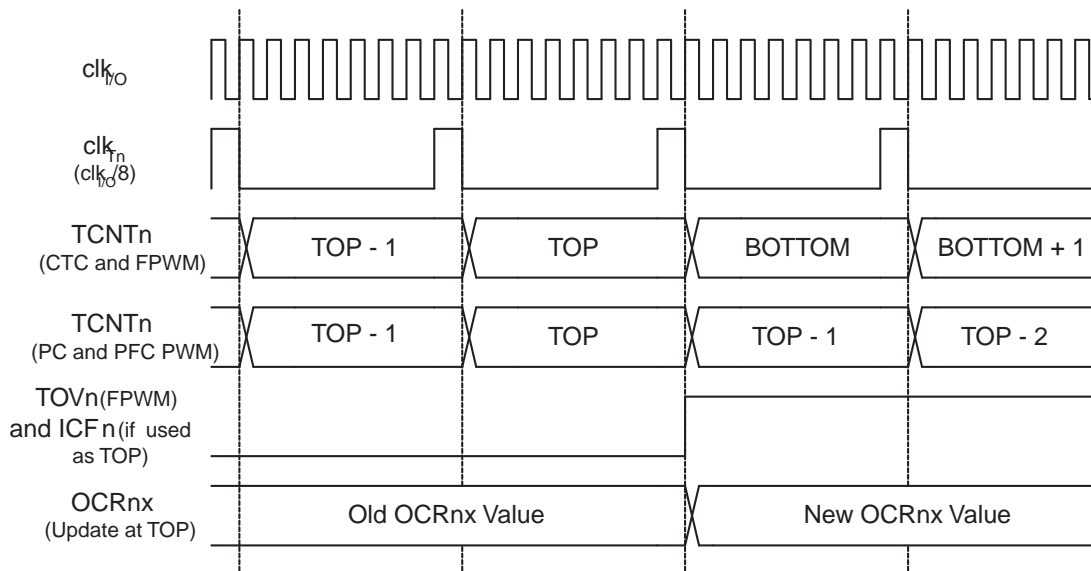 clkI/O
clkTn
(clkI/O/8)
TCNTn
(CTC and FPWM)
TOP - 1
TOP
BOTTOM
BOTTOM + 1
TCNTn
(PC and PFC PWM)
TOP - 1
TOP
TOP - 1
TOP - 2
TOVn (FPWM)
and ICFn (if used
as TOP)
OCRnx
(Update at TOP)
Old OCRnx Value
New OCRnx Value